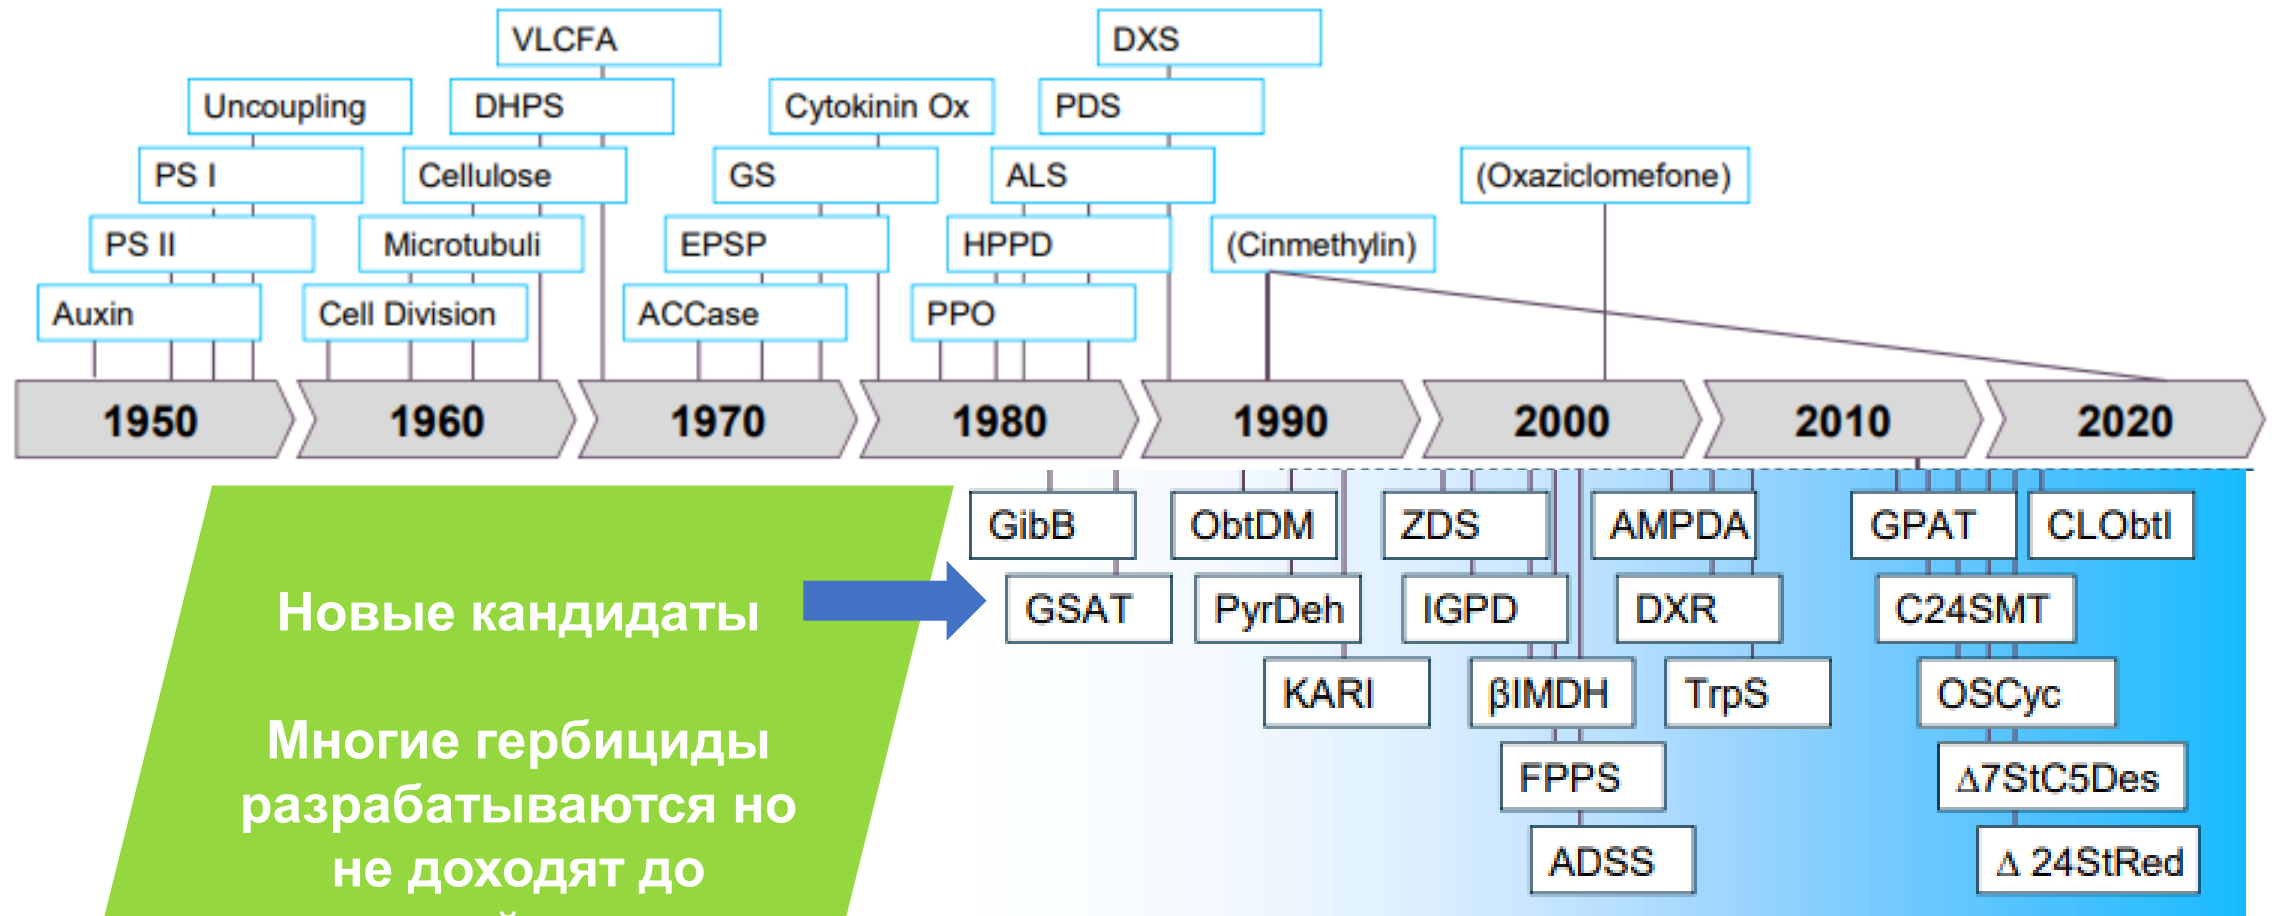 VLCFA
DXS
Uncoupling
DHPS
Cytokinin Ox
PDS
PS I
Cellulose
GS
ALS
(Oxaziclomefone)
PS II
Microtubuli
EPSP
HPPD
(Cinmethylin)
Auxin
Cell Division
ACCase
PPO
1950
1960
1970
1980
1990
2000
2010
2020
GibB
ObtDM
ZDS
AMPDA
GPAT
CLObtl
GSAT
PyrDeh
IGPD
DXR
C24SMT
KARI
βIMDH
TrpS
OSCyc
FPPS
Δ7StC5Des
ADSS
Δ 24StRed
Новые кандидаты
Многие гербициды
разрабатываются но
не доходят до